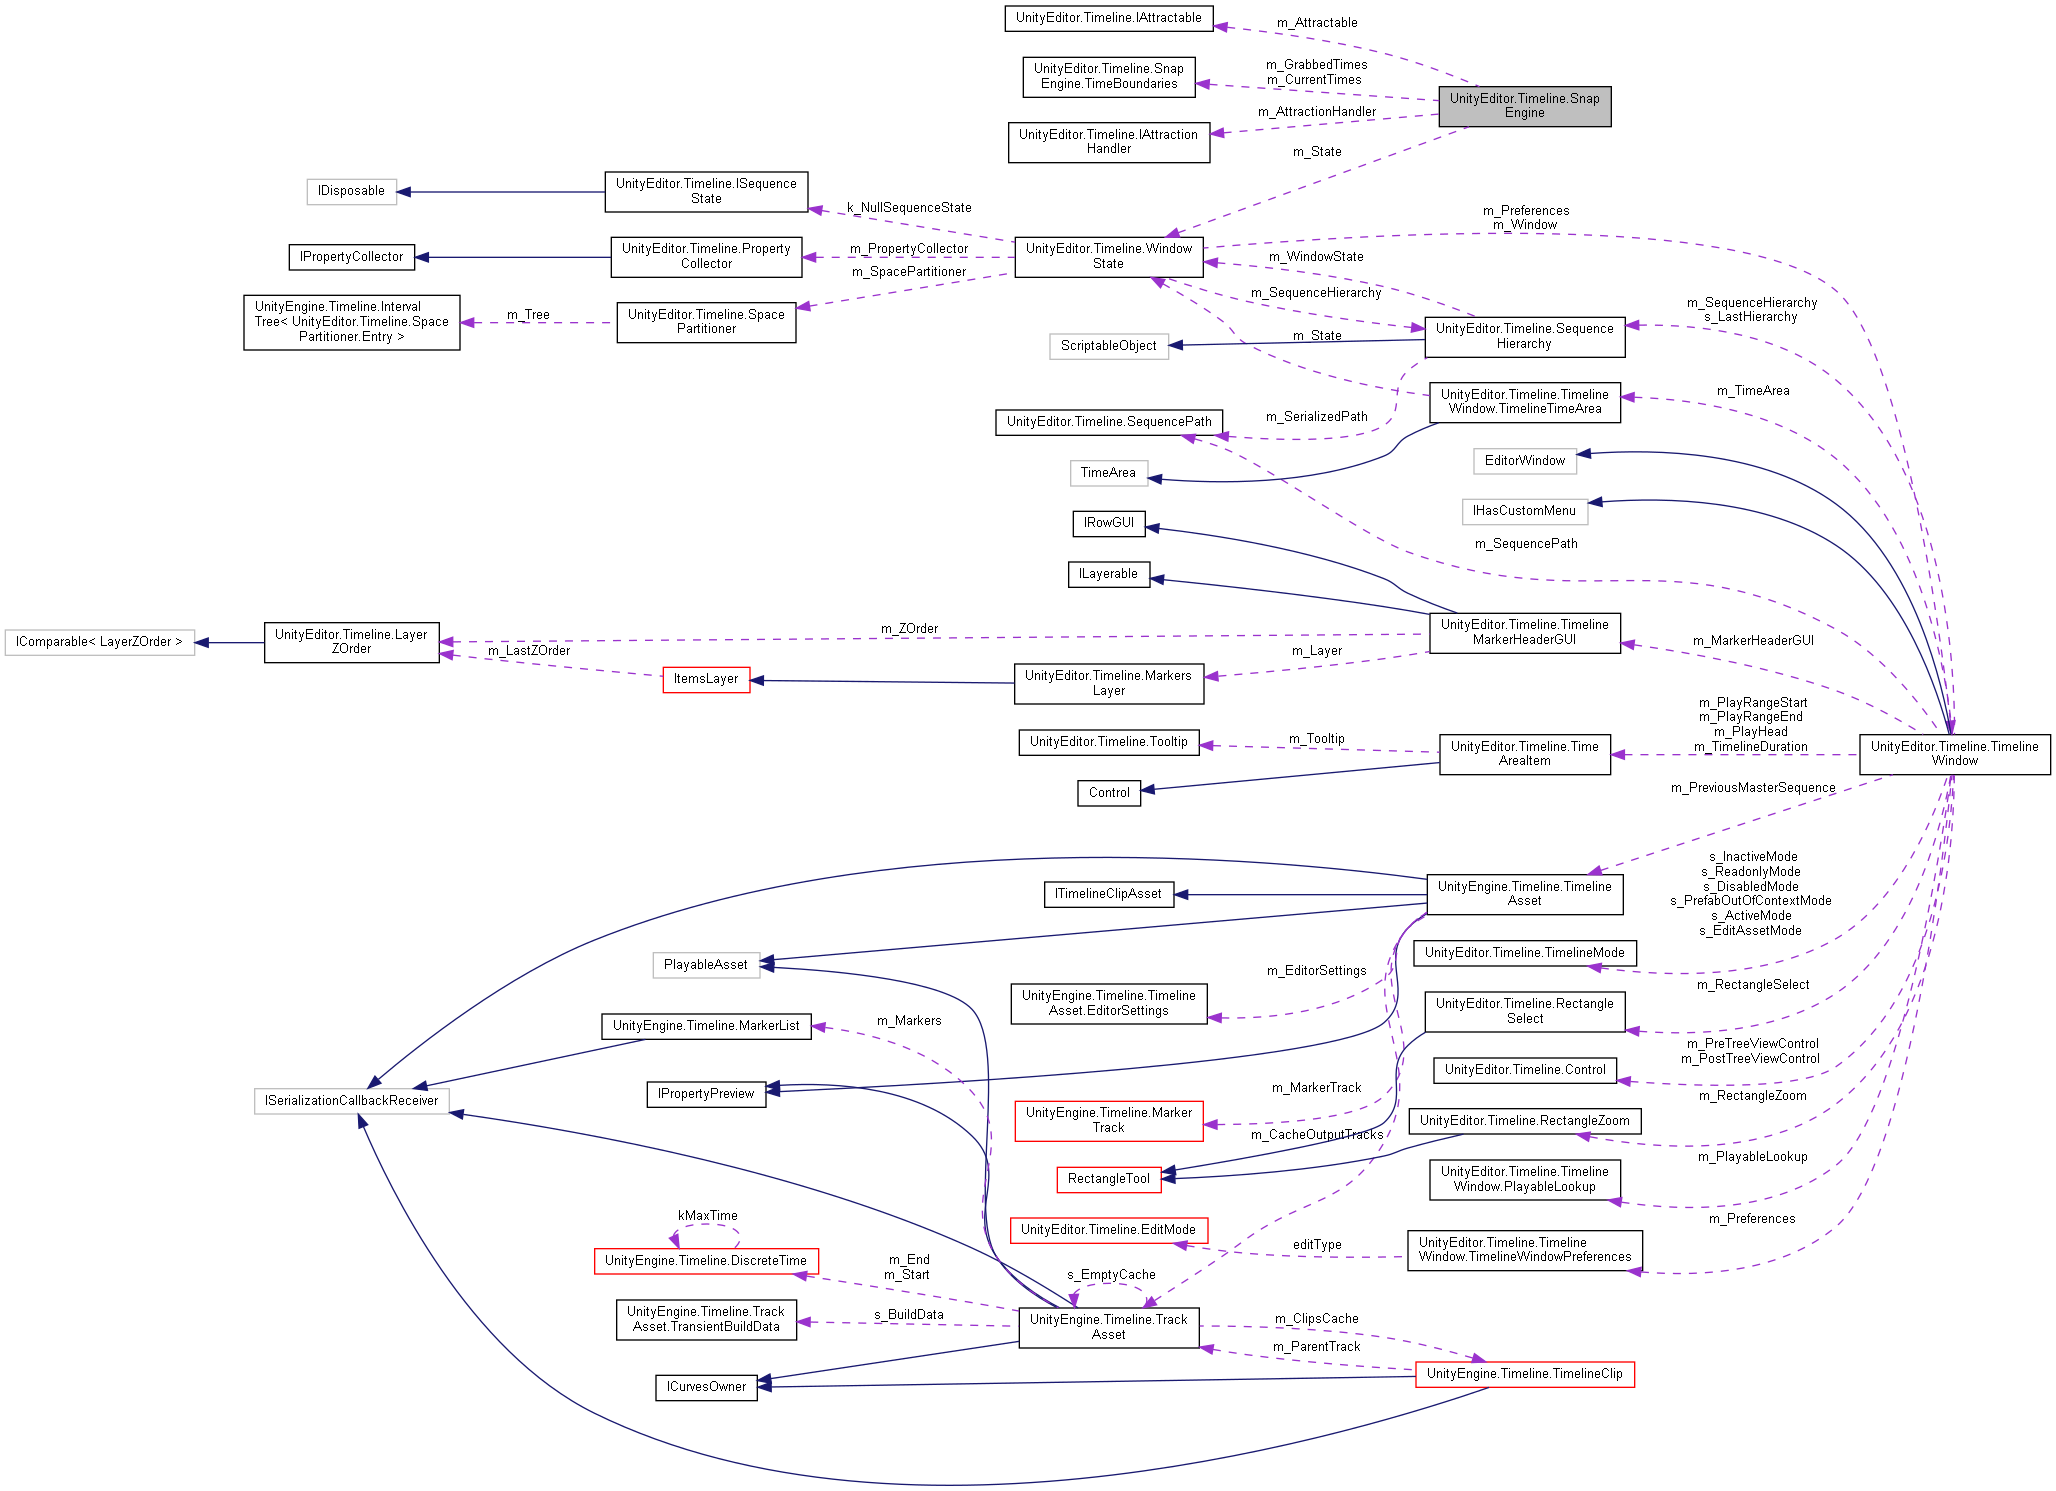 UnityEditor.Timeline.IAttractable
m_Attractable
UnityEditor.Timeline.Snap
Engine.TimeBoundaries
m_GrabbedTimes
m_CurrentTimes
UnityEditor.Timeline.Snap
Engine
m_AttractionHandler
UnityEditor.Timeline.IAttraction
Handler
m_State
IDisposable
UnityEditor.Timeline.ISequence
State
k_NullSequenceState
m_Preferences
m_Window
IPropertyCollector
UnityEditor.Timeline.Property
Collector
m_PropertyCollector
UnityEditor.Timeline.Window
State
m_WindowState
m_SpacePartitioner
m_SequenceHierarchy
m_SequenceHierarchy
s_LastHierarchy
UnityEngine.Timeline.Interval
Tree< UnityEditor.Timeline.Space
Partitioner.Entry >
m_Tree
UnityEditor.Timeline.Space
Partitioner
UnityEditor.Timeline.Sequence
Hierarchy
m_State
ScriptableObject
m_TimeArea
UnityEditor.Timeline.Timeline
Window.TimelineTimeArea
UnityEditor.Timeline.SequencePath
m_SerializedPath
EditorWindow
TimeArea
IHasCustomMenu
IRowGUI
m_SequencePath
ILayerable
UnityEditor.Timeline.Timeline
MarkerHeaderGUI
m_MarkerHeaderGUI
IComparable< LayerZOrder >
UnityEditor.Timeline.Layer
ZOrder
m_ZOrder
m_LastZOrder
m_Layer
ItemsLayer
UnityEditor.Timeline.Markers
Layer
m_PlayRangeStart
m_PlayRangeEnd
m_PlayHead
m_TimelineDuration
UnityEditor.Timeline.Tooltip
m_Tooltip
UnityEditor.Timeline.Time
AreaItem
UnityEditor.Timeline.Timeline
Window
Control
m_PreviousMasterSequence
s_InactiveMode
s_ReadonlyMode
s_DisabledMode
s_PrefabOutOfContextMode
s_ActiveMode
s_EditAssetMode
ITimelineClipAsset
UnityEngine.Timeline.Timeline
Asset
UnityEditor.Timeline.TimelineMode
PlayableAsset
m_EditorSettings
m_RectangleSelect
UnityEngine.Timeline.Timeline
Asset.EditorSettings
UnityEditor.Timeline.Rectangle
Select
UnityEngine.Timeline.MarkerList
m_Markers
m_PreTreeViewControl
m_PostTreeViewControl
UnityEditor.Timeline.Control
ISerializationCallbackReceiver
IPropertyPreview
m_MarkerTrack
m_RectangleZoom
UnityEngine.Timeline.Marker
Track
UnityEditor.Timeline.RectangleZoom
m_CacheOutputTracks
m_PlayableLookup
RectangleTool
UnityEditor.Timeline.Timeline
Window.PlayableLookup
kMaxTime
UnityEditor.Timeline.EditMode
m_Preferences
editType
UnityEditor.Timeline.Timeline
Window.TimelineWindowPreferences
UnityEngine.Timeline.DiscreteTime
m_End
m_Start
s_EmptyCache
UnityEngine.Timeline.Track
Asset.TransientBuildData
s_BuildData
UnityEngine.Timeline.Track
Asset
m_ClipsCache
m_ParentTrack
ICurvesOwner
UnityEngine.Timeline.TimelineClip